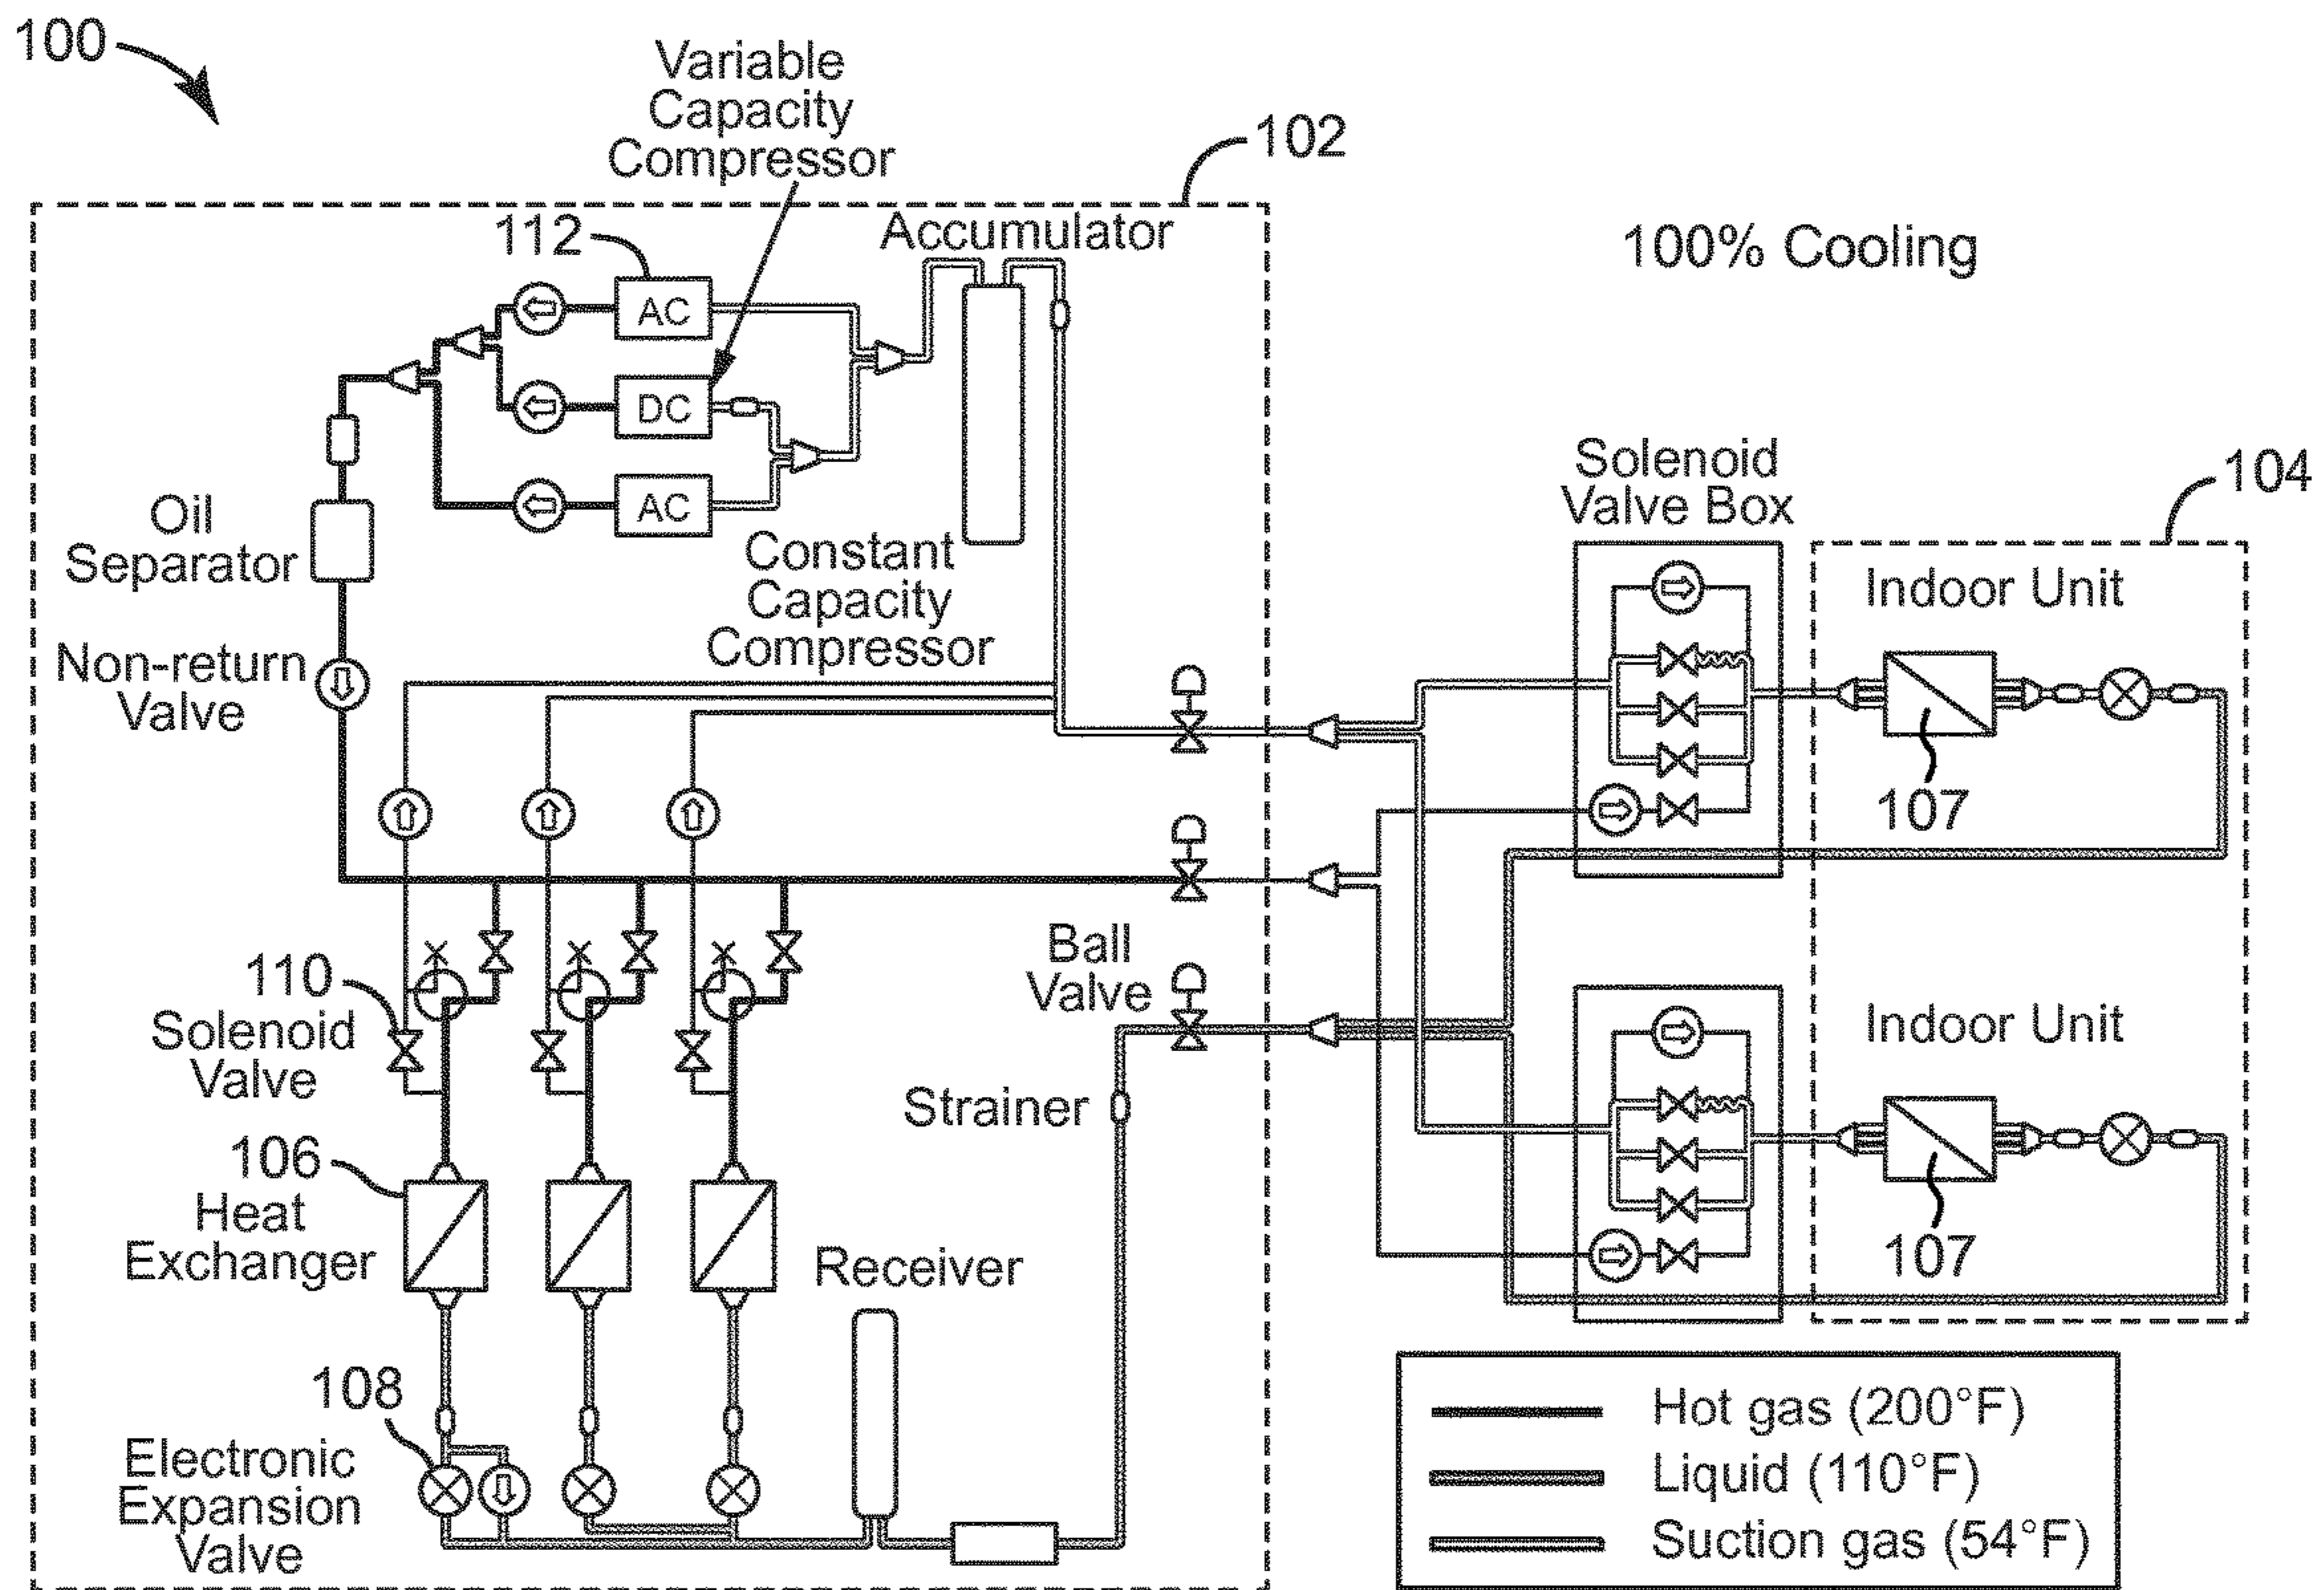 100
Variable
Capacity
Compressor
102
112
Accumulator
100% Cooling
AC
DC
AC
Oil
Separator
Constant
Capacity
Compressor
Solenoid
Valve Box
104
Indoor Unit
Non-return
Valve
107
110
Solenoid
Valve
Ball
Valve
Indoor Unit
Strainer
106
Heat
Exchanger
Receiver
107
108
Electronic
Expansion
Valve
Hot gas (200°F)
Liquid (110°F)
Suction gas (54°F)